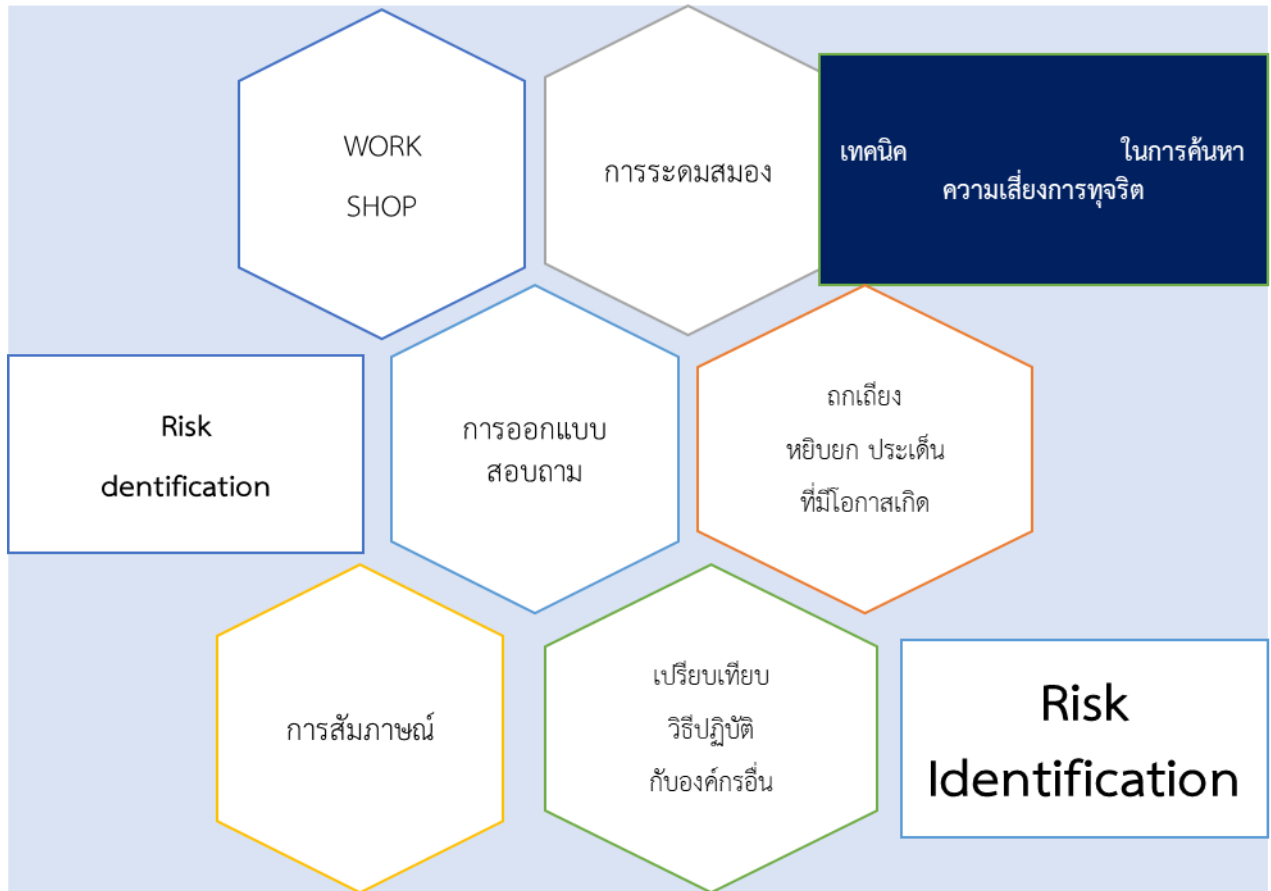 WORK
SHOP
การระดมสมอง
เทคนิค ในการค้นหา
ความเสี่ยงการทุจริต
Risk
dentification
การออกแบบ
สอบถาม
ถกเถียง
หยิบยก ประเด็น
ที่มีโอกาสเกิด
การสัมภาษณ์
เปรียบเทียบ
วิธีปฏิบัติ
กับองค์กรอื่น
Risk
Identification